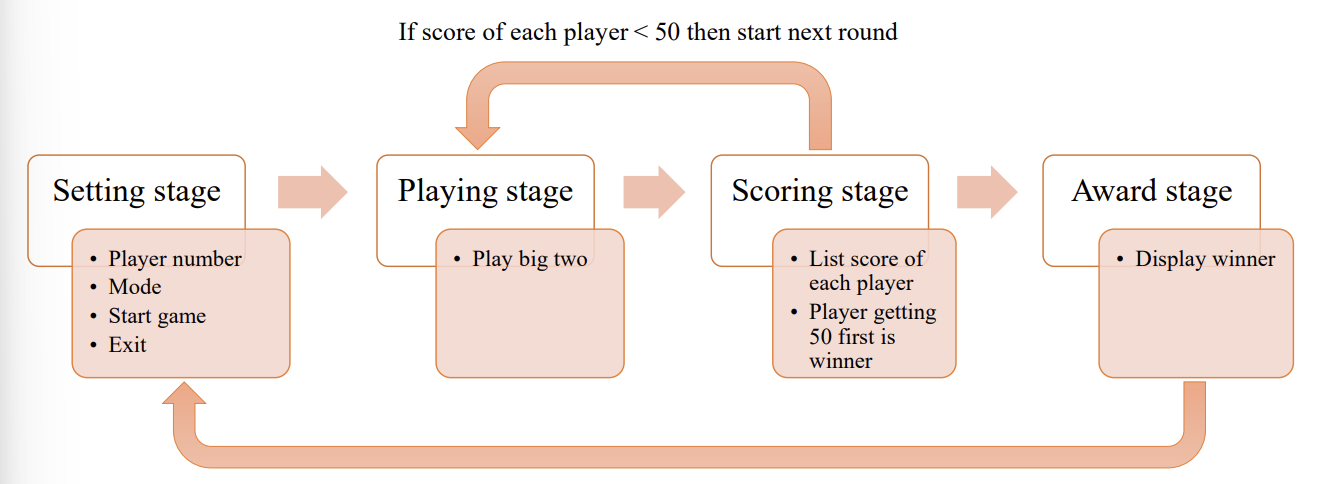 If score of each player < 50 then start next round
Setting stage
• Player number
• Mode
• Start game
• Exit
Playing stage
• Play big two
Scoring stage
• List score of
each player
• Player getting
50 first is
winner
Award stage
• Display winner